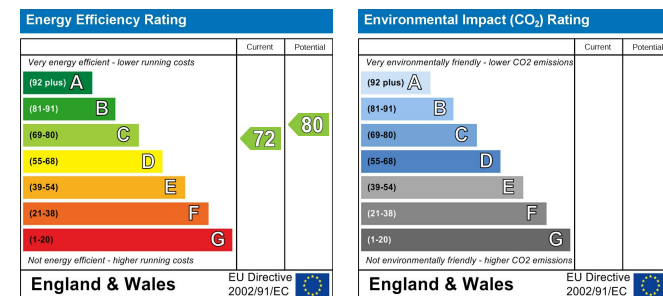 Energy Efficiency Rating
Current Potential
Very energy efficient - lower running costs
(92 plus) A
(81-91) B
(69-80) C
(55-68) D
(39-54) E
(21-38) F
(1-20) G
72
80
Not energy efficient - higher running costs
England & Wales
EU Directive
2002/91/EC
Environmental Impact (CO₂) Rating
Current Potential
Very environmentally friendly - lower CO2 emissions
(92 plus) A
(81-91) B
(69-80) C
(55-68) D
(39-54) E
(21-38) F
(1-20) G
Not environmentally friendly - higher CO2 emissions
England & Wales
EU Directive
2002/91/EC